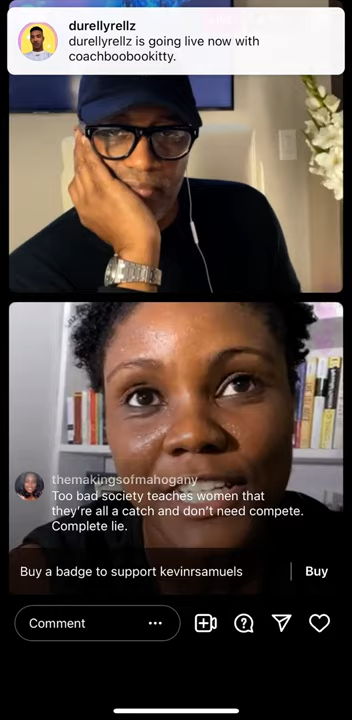 durellyrellz
durellyrellz is going live now with
coachboobookitty.
themakingsofmahogany
Too bad society teaches women that
they're all a catch and don't need compete.
Complete lie.
Buy a badge to support kevinrsamuels
Buy
Comment